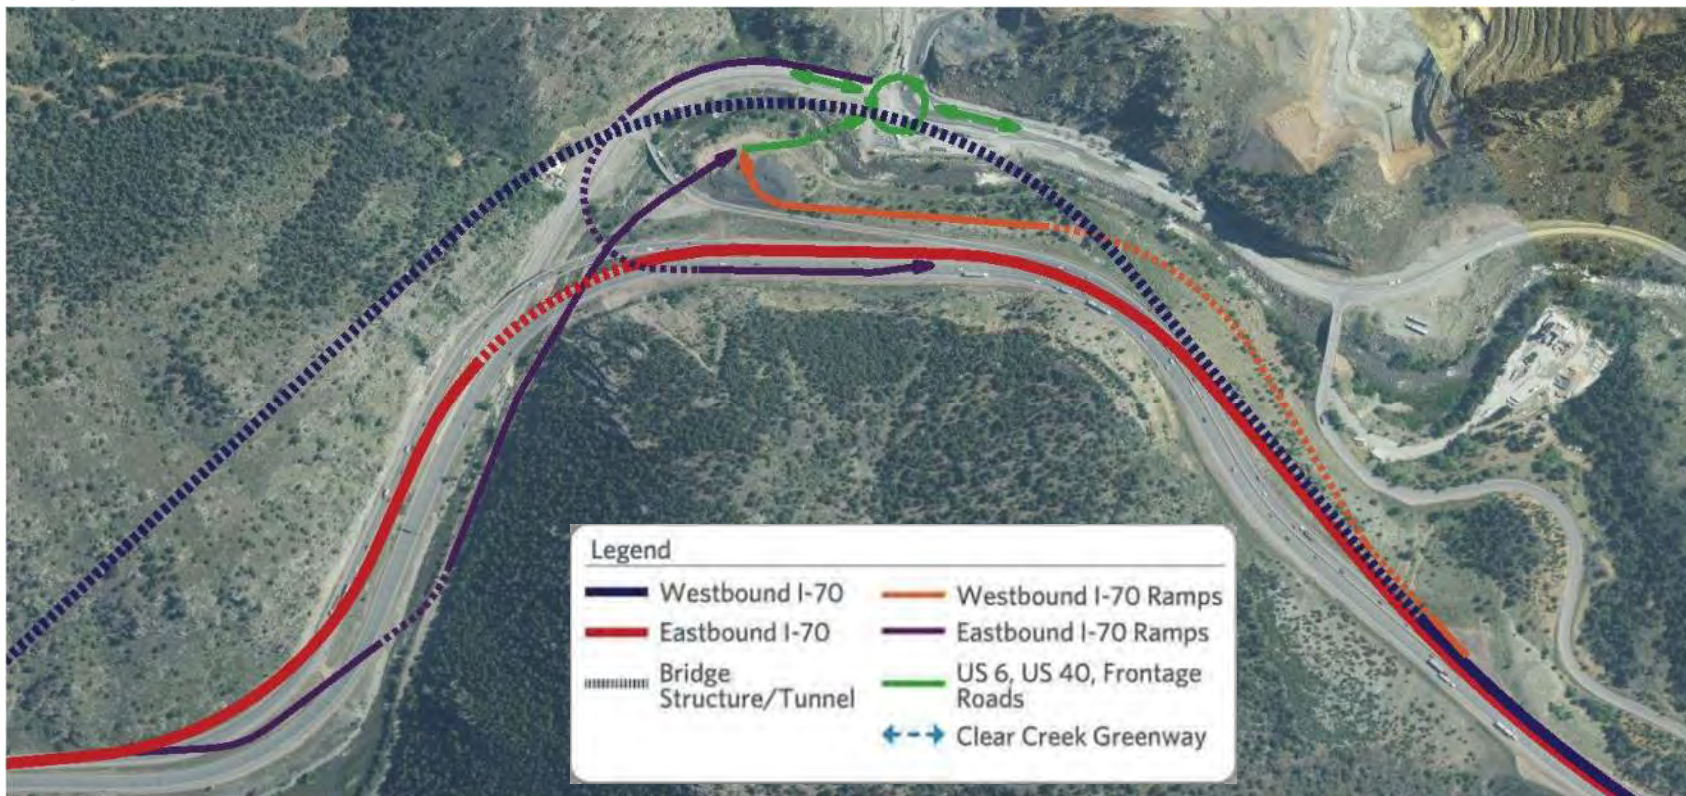 Legend
Westbound I-70
Eastbound I-70
Bridge
Structure/Tunnel
Westbound I-70 Ramps
Eastbound I-70 Ramps
US 6, US 40, Frontage
Roads
Clear Creek Greenway